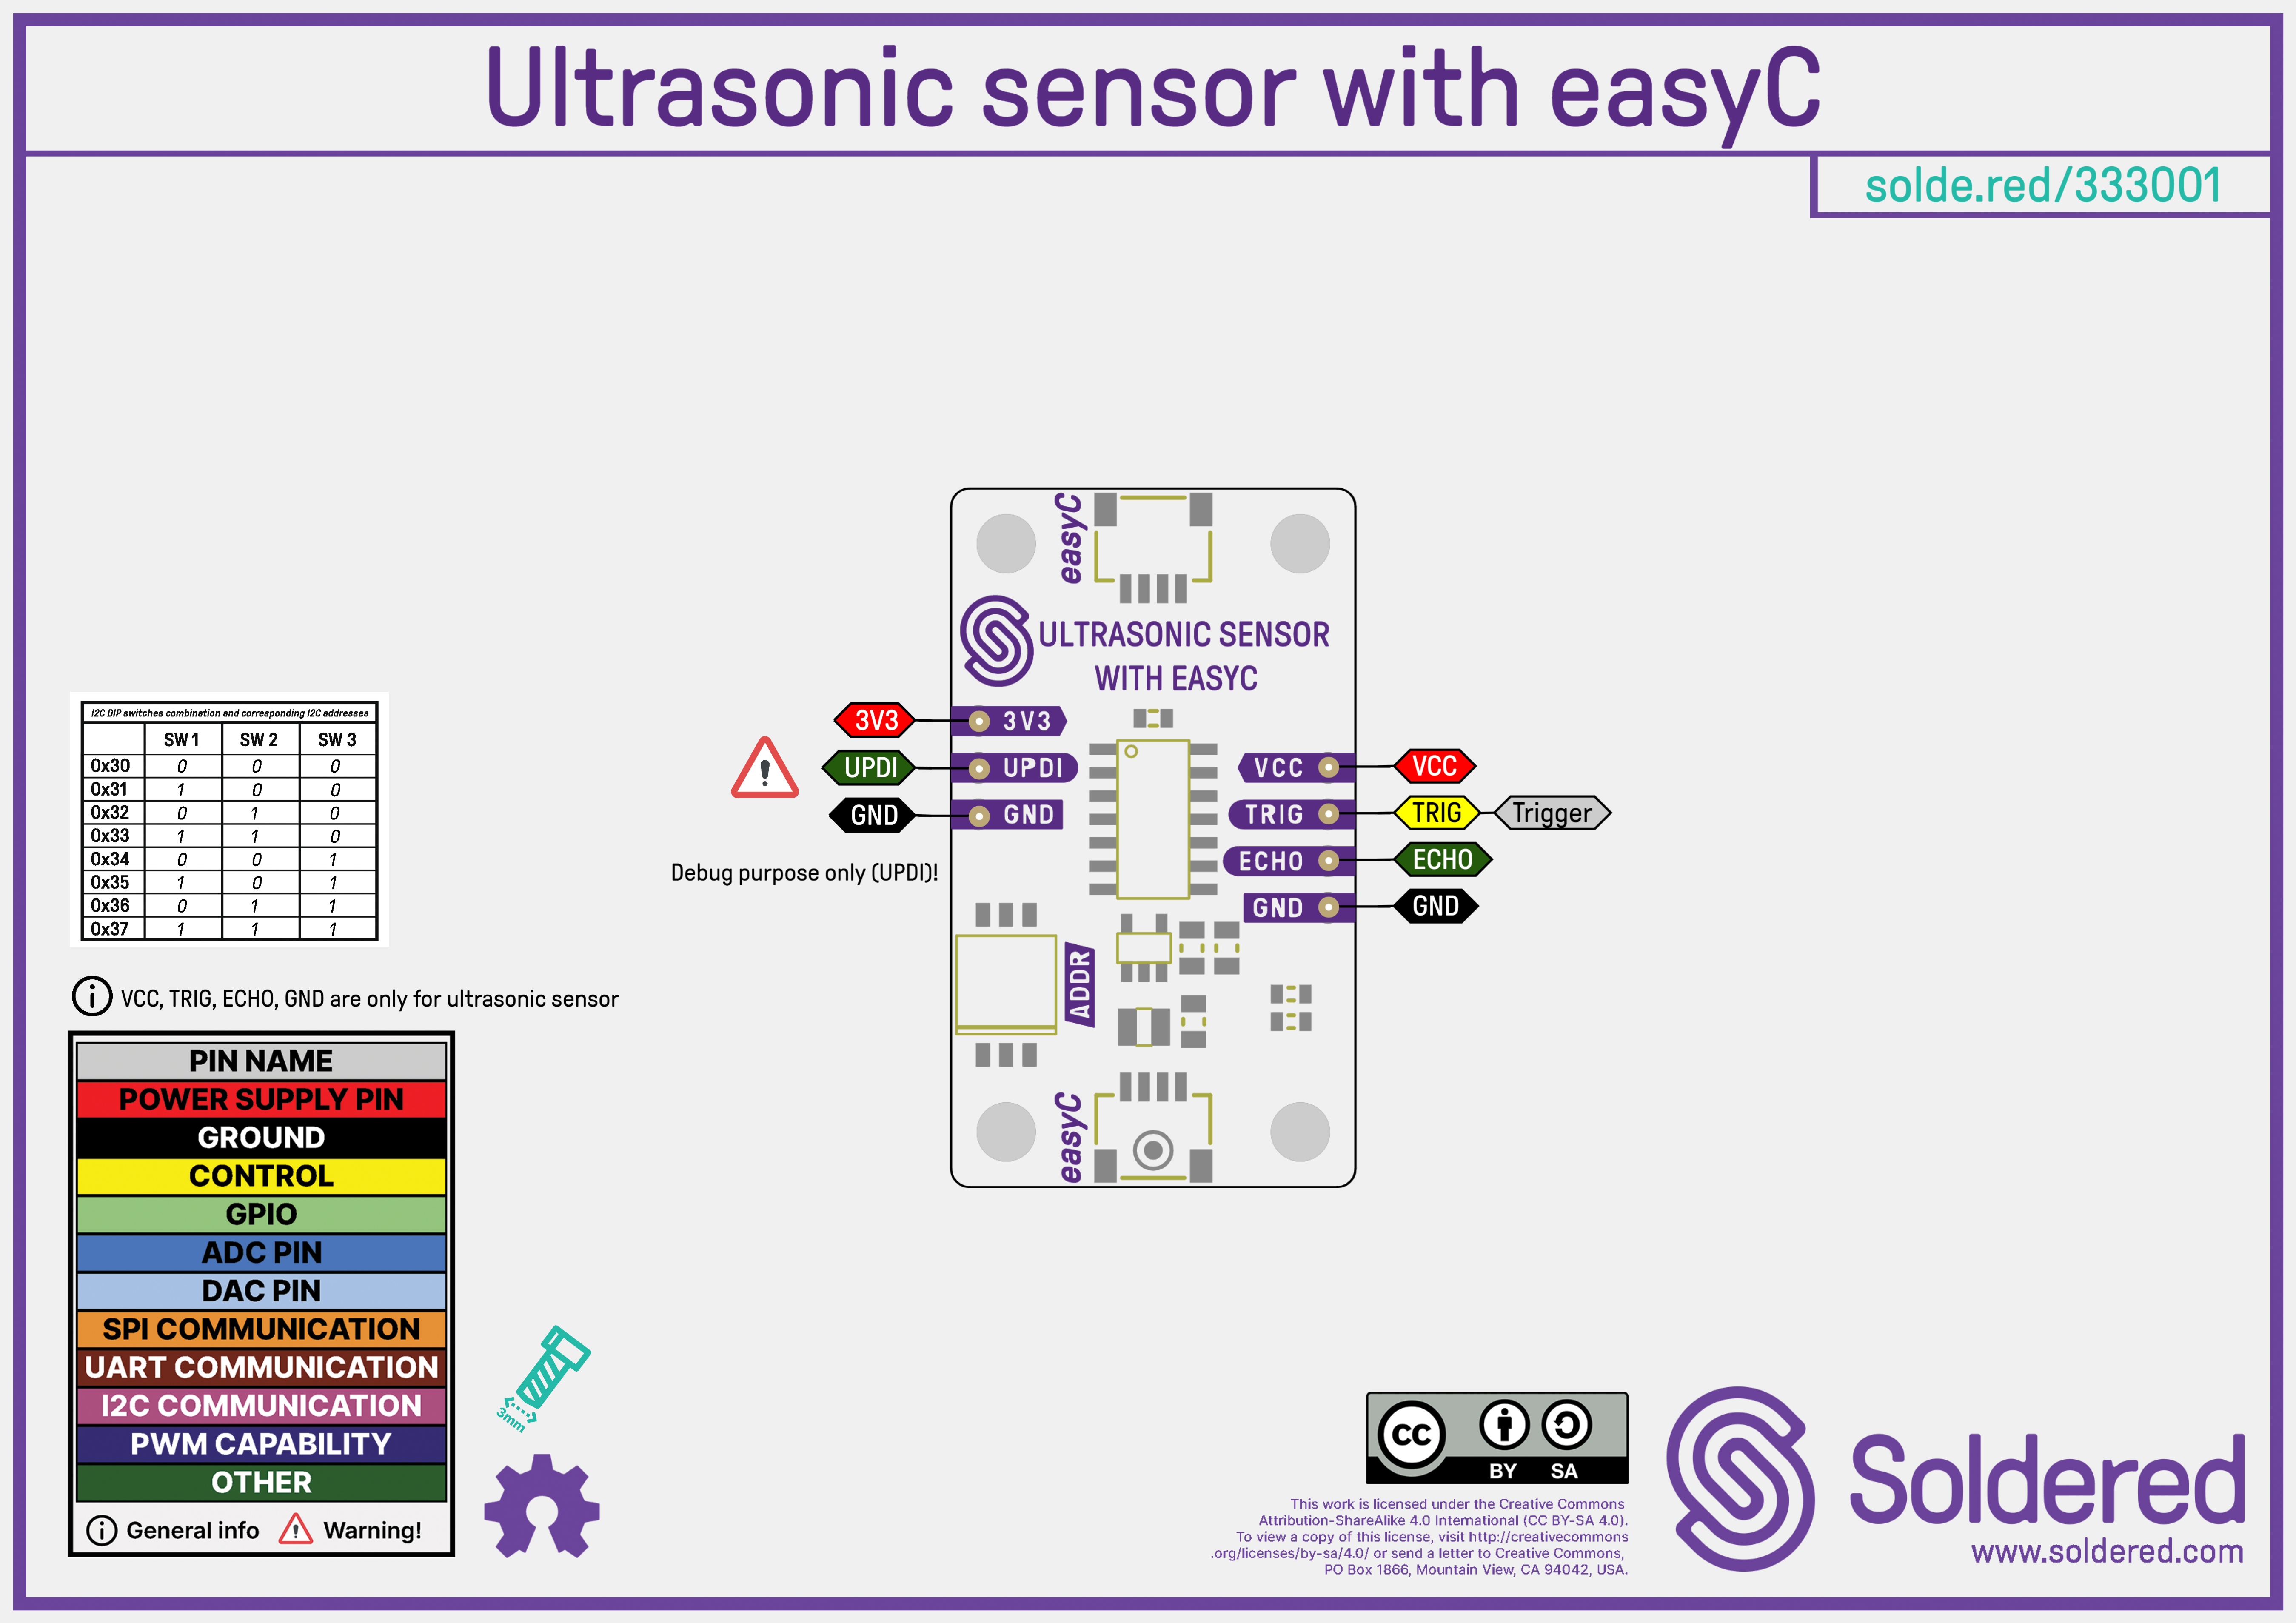 Ultrasonic sensor with easyC
solde.red/333001
easyC
ULTRASONIC SENSOR
WITH EASYC
3V3 3V3
UPDI UPDI
GND GND
Debug purpose only (UPDI)!
VCC VCC
TRIG TRIG Trigger
ECHO ECHO
GND GND
ADDR
easyC
I2C DIP switches combination and corresponding I2C addresses
SW 1 SW 2 SW 3
0x30 0 0 0
0x31 1 0 0
0x32 0 1 0
0x33 1 1 0
0x34 0 0 1
0x35 1 0 1
0x36 0 1 1
0x37 1 1 1
VCC, TRIG, ECHO, GND are only for ultrasonic sensor
PIN NAME
POWER SUPPLY PIN
GROUND
CONTROL
GPIO
ADC PIN
DAC PIN
SPI COMMUNICATION
UART COMMUNICATION
I2C COMMUNICATION
PWM CAPABILITY
OTHER
General info Warning!
3mm
CC BY SA
This work is licensed under the Creative Commons
Attribution-ShareAlike 4.0 International (CC BY-SA 4.0).
To view a copy of this license, visit http://creativecommons
.org/licenses/by-sa/4.0/ or send a letter to Creative Commons,
PO Box 1866, Mountain View, CA 94042, USA.
Soldered
www.soldered.com